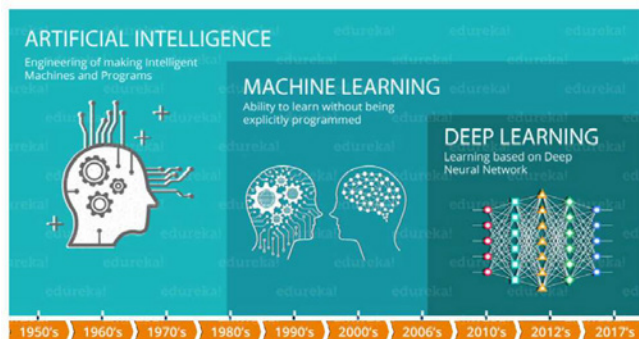 ARTIFICIAL INTELLIGENCE
Engineering of making Intelligent
Machines and Programs
MACHINE LEARNING
Ability to learn without being
explicitly programmed
DEEP LEARNING
Learning based on Deep
Neural Network
edureka!
1950's 1960's 1970's 1980's 1990's 2000's 2006's 2010's 2012's 2017's